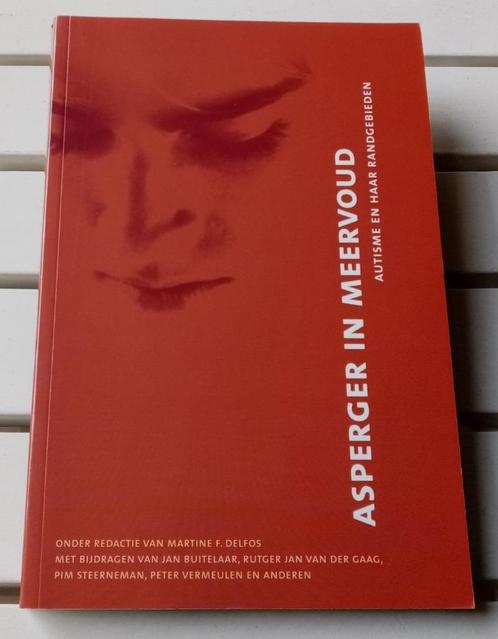 ASPERGER IN MEERVOUD
AUTISME EN HAAR RANDGEBIEDEN
ONDER REDACTIE VAN MARTINE F. DELFOS
MET BIJDRAGEN VAN JAN BUITELAAR, RUTGER JAN VAN DER GAAG,
PIM STEERNEMAN, PETER VERMEULEN EN ANDEREN